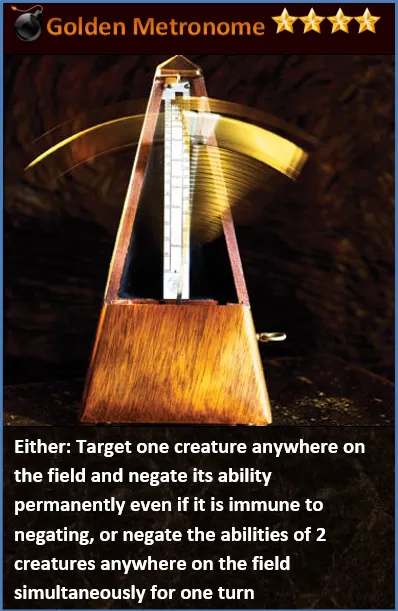 Golden Metronome
Either: Target one creature anywhere on
the field and negate its ability
permanently even if it is immune to
negating, or negate the abilities of 2
creatures anywhere on the field
simultaneously for one turn